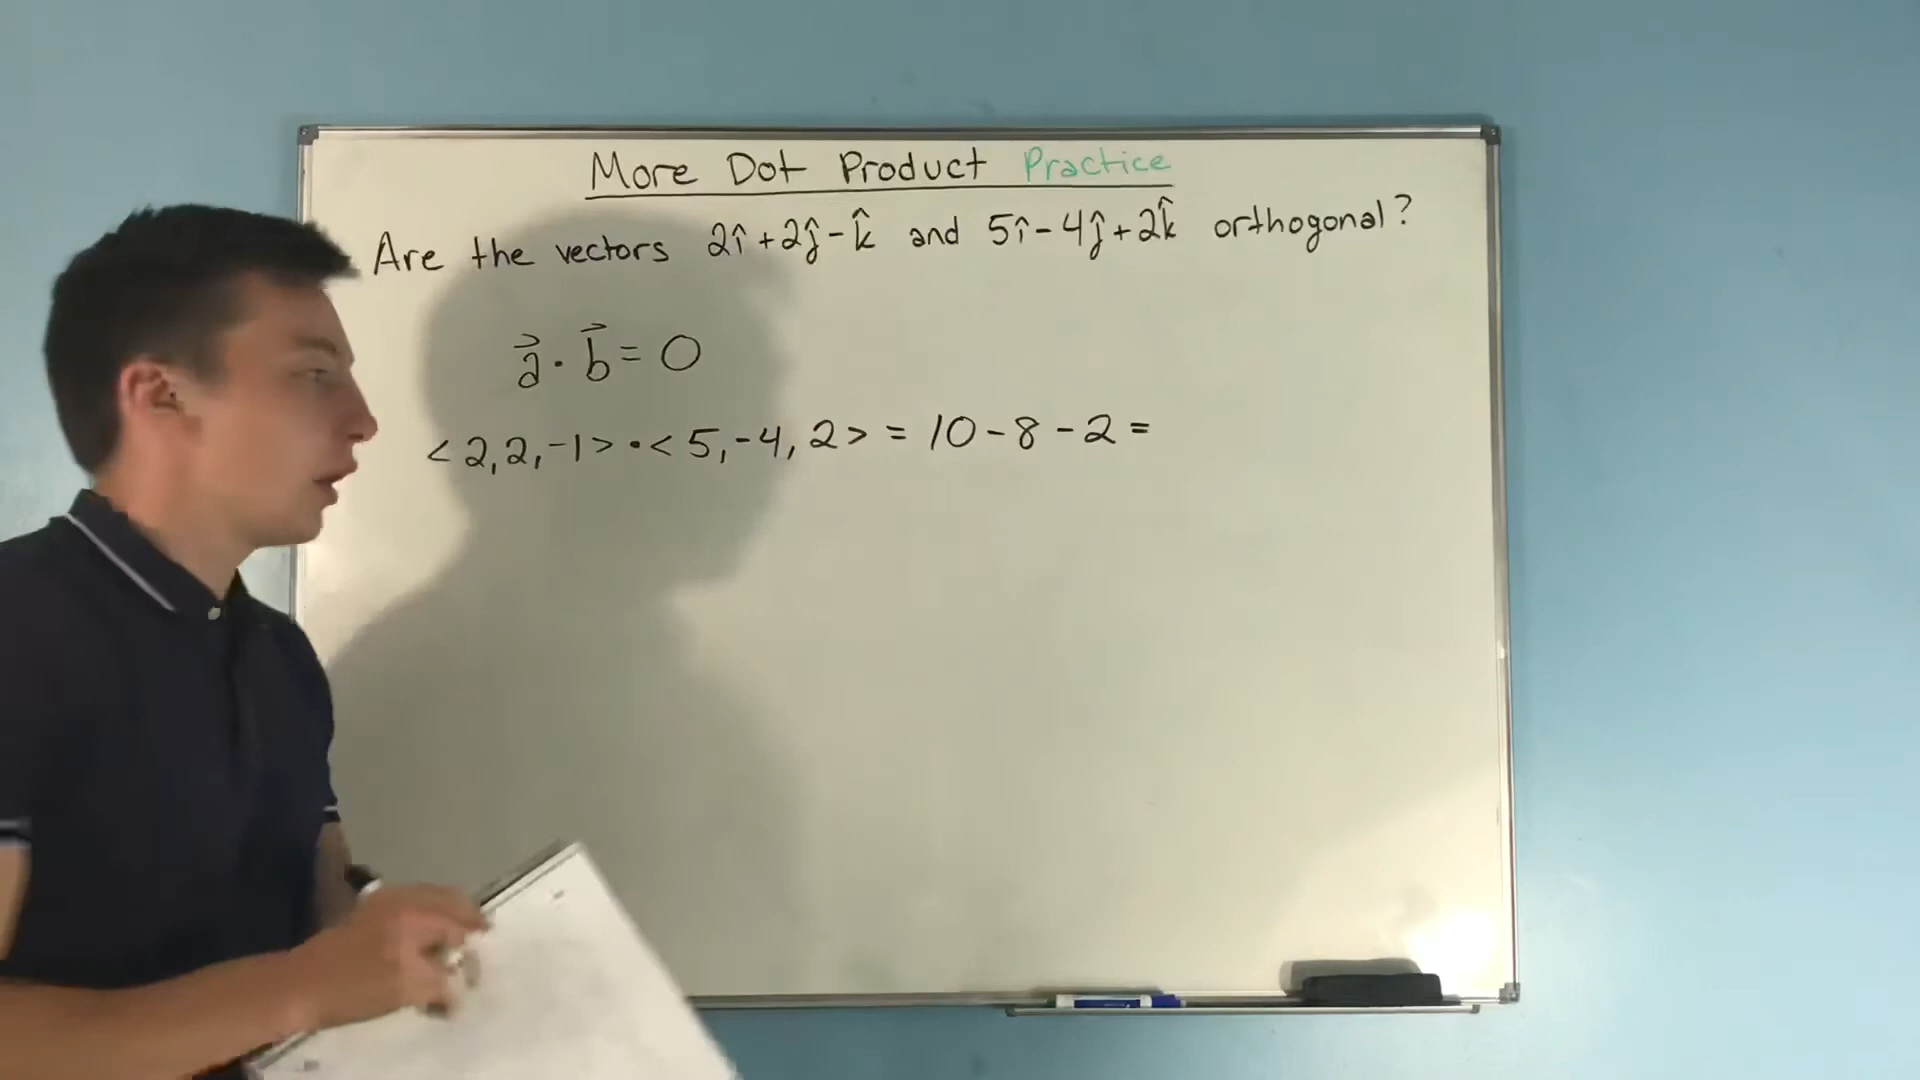 More Dot Product Practice
Are the vectors 2î+2ĵ-k̂ and 5î-4ĵ+2k̂ orthogonal?
a⃗·b⃗=0
<2,2,-1>·<5,-4,2> = 10-8-2=